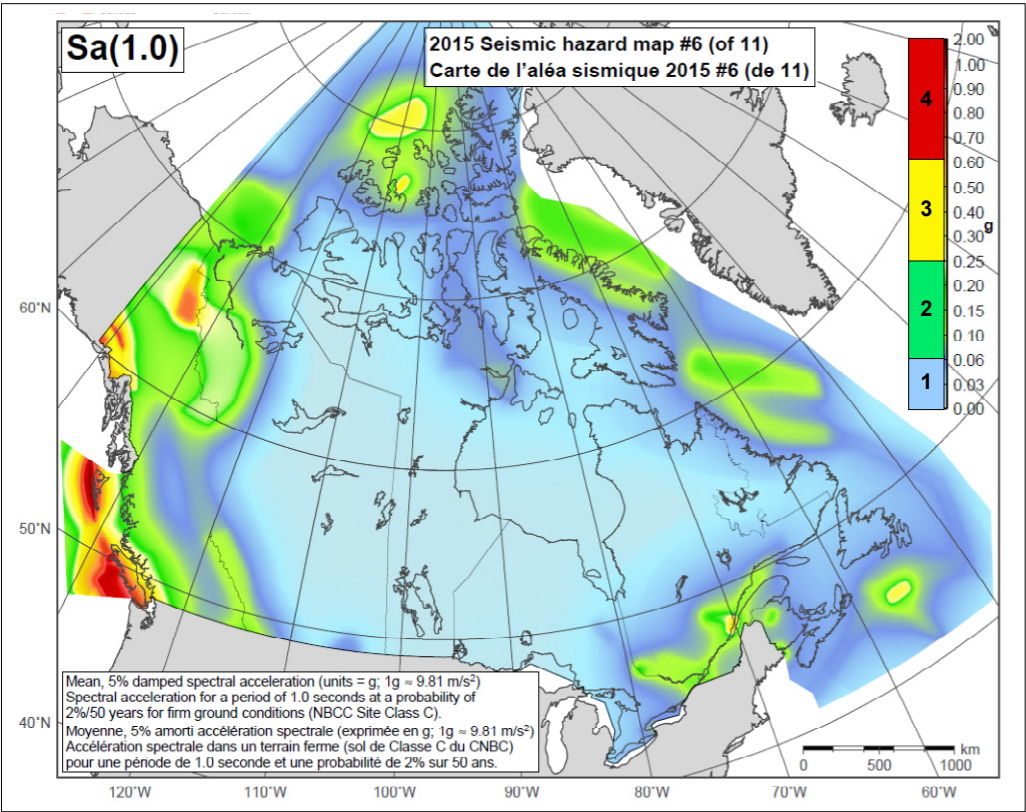 Sa(1.0)
2015 Seismic hazard map #6 (of 11)
Carte de l'aléa sismique 2015 #6 (de 11)
2.00
1.00
0.90
4
0.80
0.70
0.60
0.50
3
0.40
0.30
g
0.25
0.20
2
0.15
0.10
0.06
1
0.03
0.00
60°N
50°N
40°N
Mean, 5% damped spectral acceleration (units = g; 1g ≈ 9.81 m/s²)
Spectral acceleration for a period of 1.0 seconds at a probability of
2%/50 years for firm ground conditions (NBCC Site Class C).
Moyenne, 5% amorti accélération spectrale (exprimée en g; 1g ≈ 9.81 m/s²)
Accélération spectrale dans un terrain ferme (sol de Classe C du CNBC)
pour une période de 1.0 seconde et une probabilité de 2% sur 50 ans.
km
0 500 1000
120°W 110°W 100°W 90°W 80°W 70°W 60°W